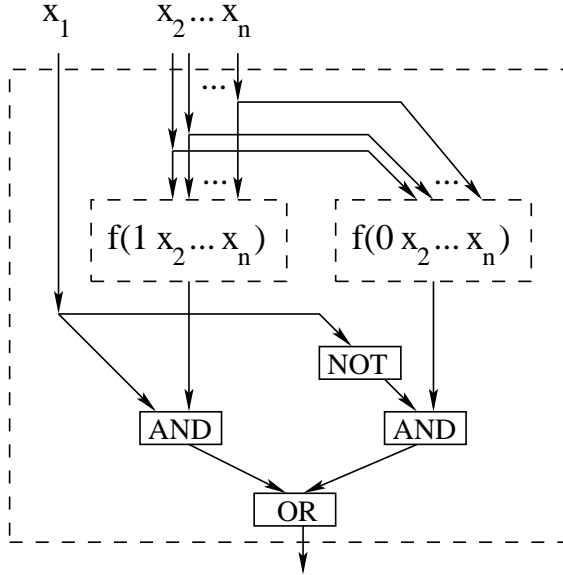 x1 x2... xn
...
...
...
f(1 x2... xn) f(0 x2... xn)
NOT
AND AND
OR